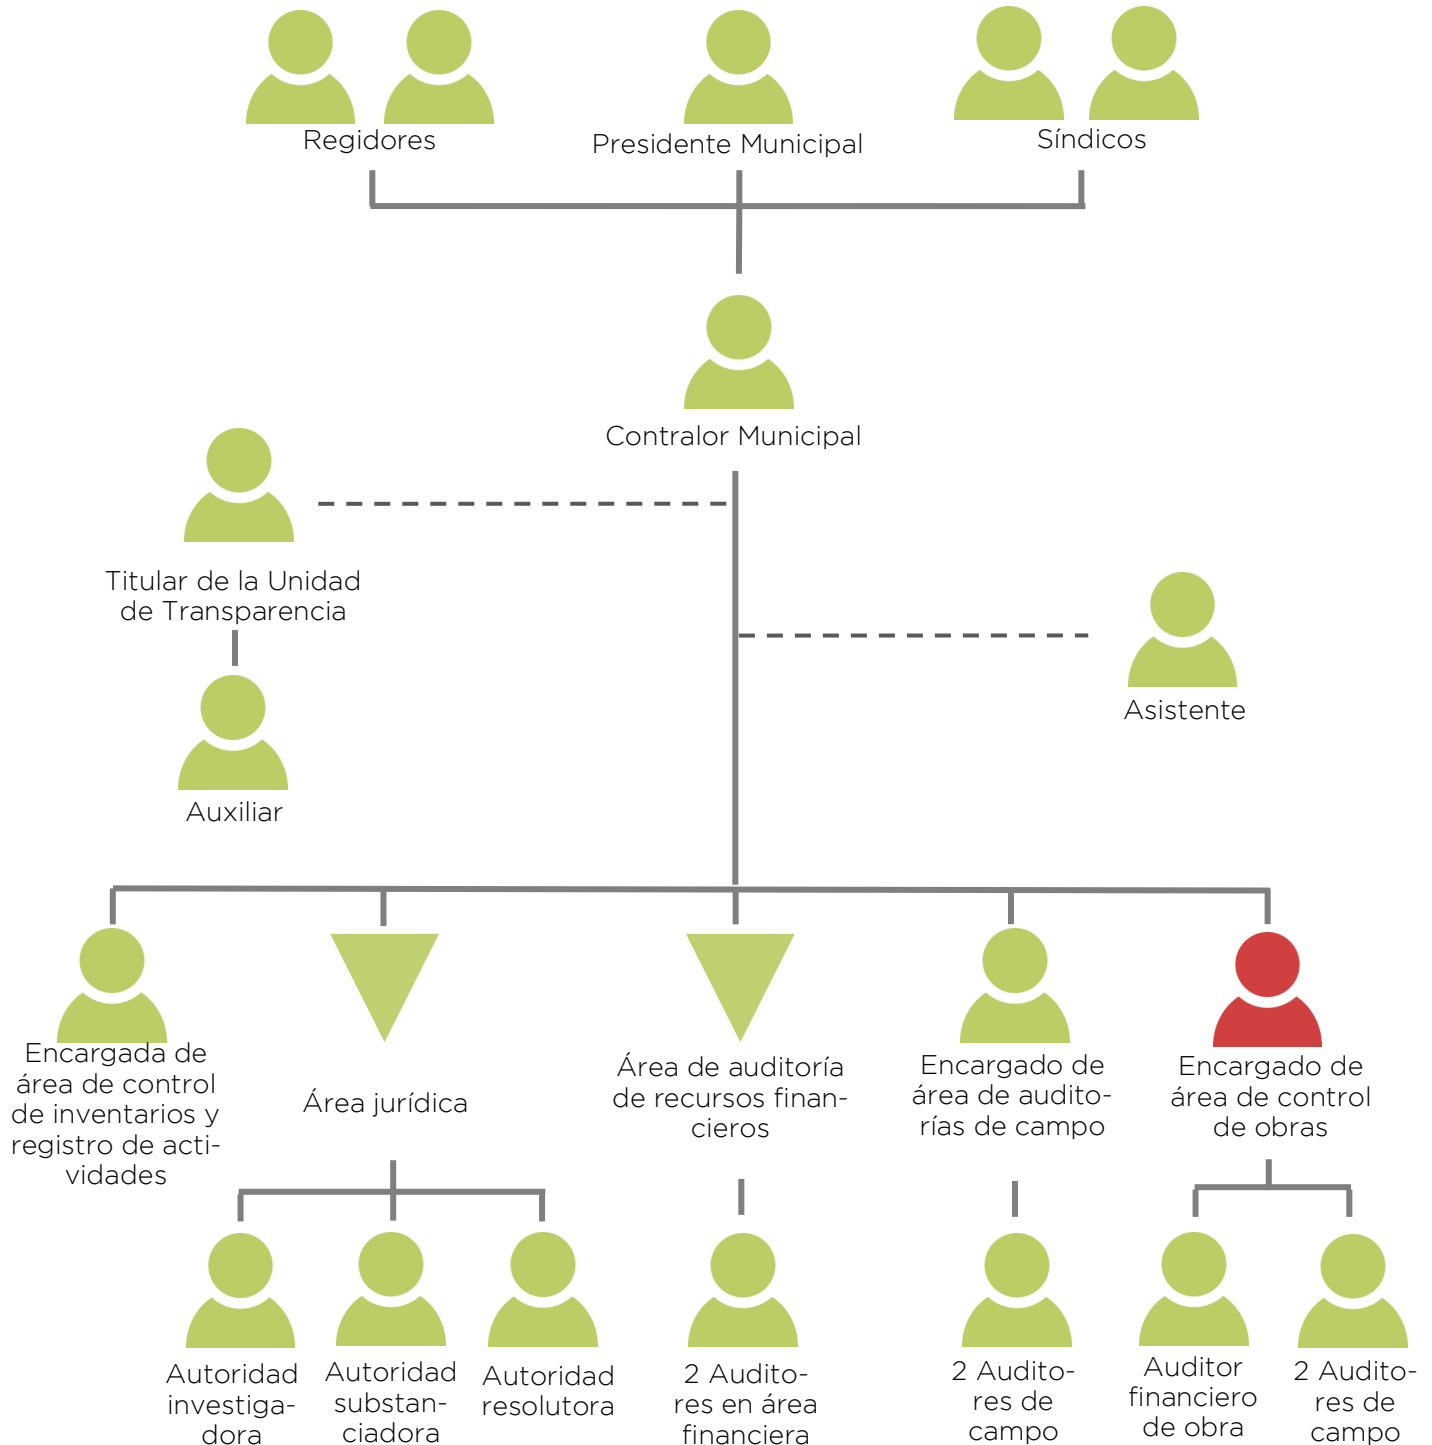 Regidores
Presidente Municipal
Síndicos
Contralor Municipal
Titular de la Unidad
de Transparencia
Asistente
Auxiliar
Encargada de
área de control
de inventarios y
registro de acti-
vidades
Área jurídica
Área de auditoría
de recursos finan-
cieros
Encargado de
área de audito-
rías de campo
Encargado de
área de control
de obras
Autoridad
investiga-
dora
Autoridad
substan-
ciadora
Autoridad
resolutora
2 Audito-
res en área
financiera
2 Audito-
res de
campo
Auditor
financiero
de obra
2 Audito-
res de
campo